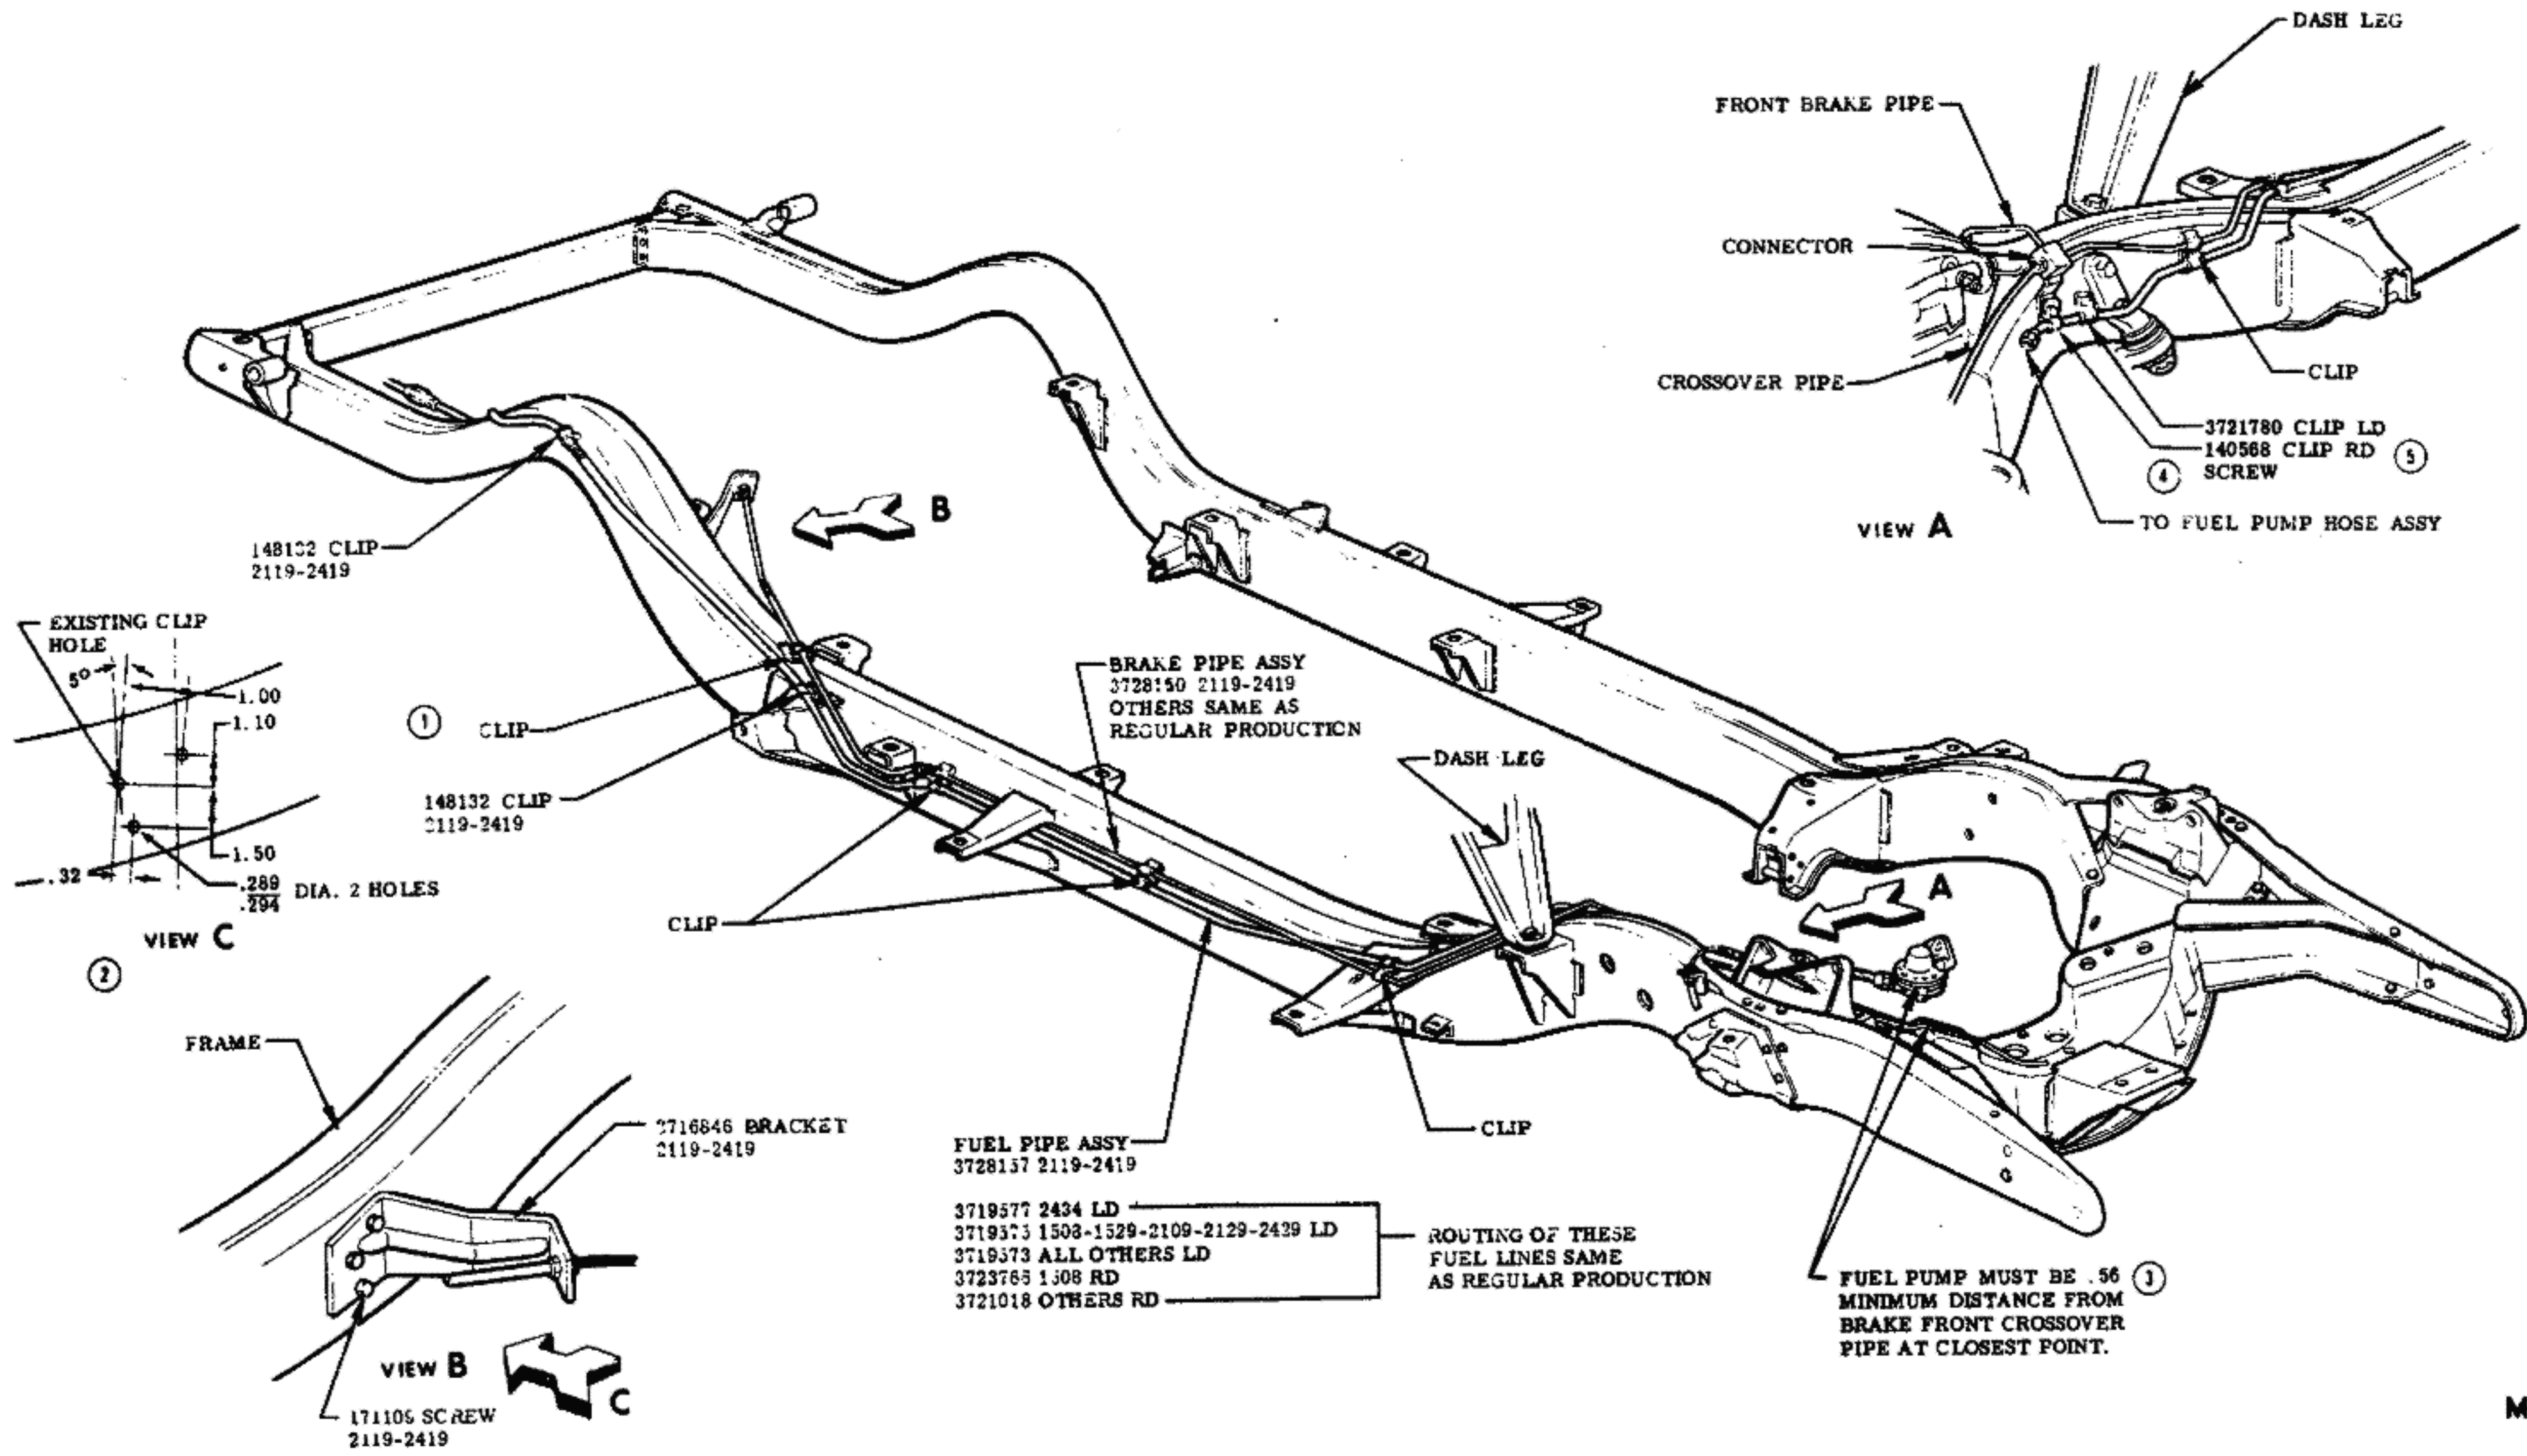 DASH LEG
FRONT BRAKE PIPE
CONNECTOR
CROSSOVER PIPE
CLIP
3721780 CLIP LD
140568 CLIP RD 5
4 SCREW
TO FUEL PUMP HOSE ASSY
VIEW A
B
148132 CLIP
2119-2419
EXISTING CLIP
HOLE
5°
1.00
1.10
1.50
.32
.289
.294 DIA. 2 HOLES
VIEW C
2
1 CLIP
148132 CLIP
2119-2419
BRAKE PIPE ASSY
3728150 2119-2419
OTHERS SAME AS
REGULAR PRODUCTION
DASH LEG
CLIP
A
FRAME
3716846 BRACKET
2119-2419
VIEW B
C
171106 SCREW
2119-2419
CLIP
FUEL PIPE ASSY
3728157 2119-2419
3719577 2434 LD
1508-1529-2109-2129-2429 LD
3719573 ALL OTHERS LD
1508 RD
3721018 OTHERS RD
ROUTING OF THESE
FUEL LINES SAME
AS REGULAR PRODUCTION
FUEL PUMP MUST BE .56 3
MINIMUM DISTANCE FROM
BRAKE FRONT CROSSOVER
PIPE AT CLOSEST POINT.
M